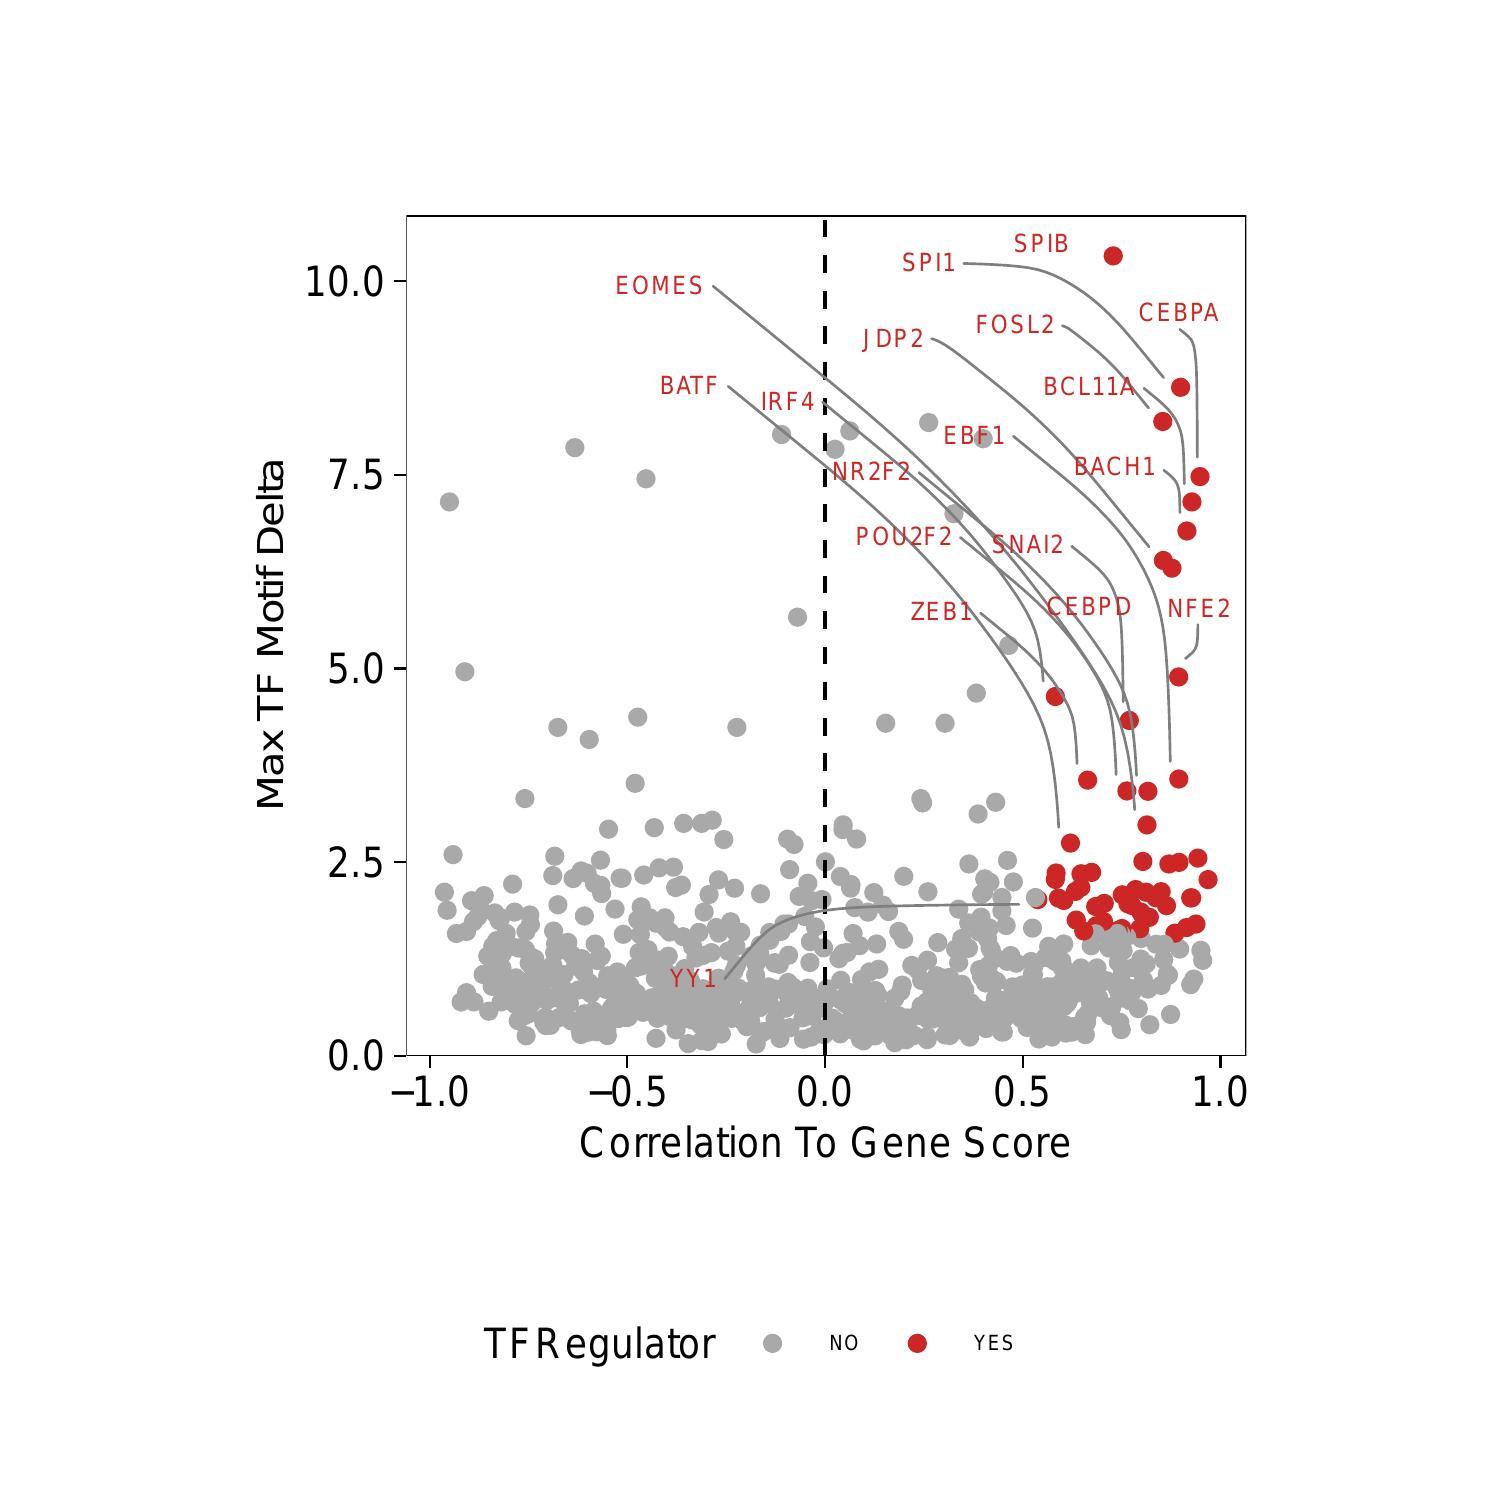 SPIB
SPI1
EOMES
CEBPA
FOSL2
JDP2
BATF
BCL11A
IRF4
EBF1
BACH1
NR2F2
POU2F2
SNAI2
CEBPD
NFE2
ZEB1
YY1
10.0
7.5
5.0
2.5
0.0
Max TF Motif Delta
−1.0 −0.5 0.0 0.5 1.0
Correlation To Gene Score
TFRegulator NO YES